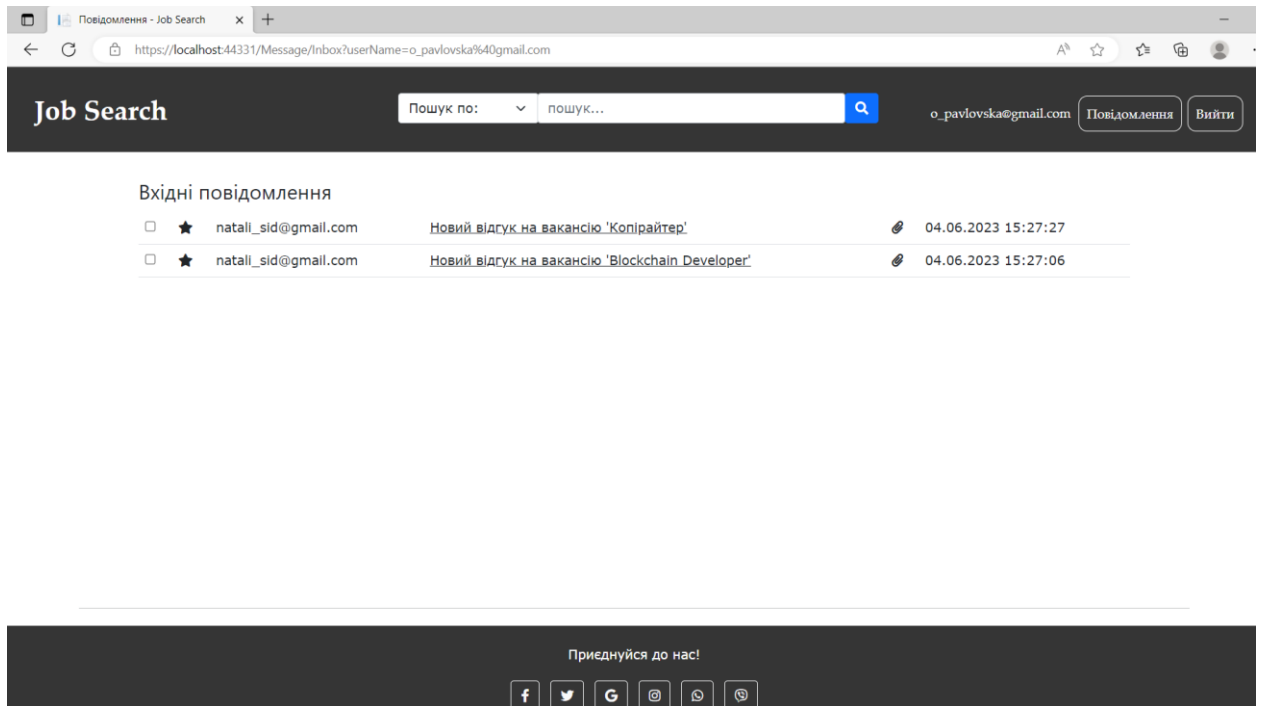 Повідомлення - Job Search
https://localhost:44331/Message/Inbox?userName=o_pavlovska%40gmail.com
Job Search
Пошук по:
пошук...
o_pavlovska@gmail.com
Повідомлення
Вийти
Вхідні повідомлення
natali_sid@gmail.com Новий відгук на вакансію 'Копірайтер' 04.06.2023 15:27:27
natali_sid@gmail.com Новий відгук на вакансію 'Blockchain Developer' 04.06.2023 15:27:06
Приєднуйся до нас!